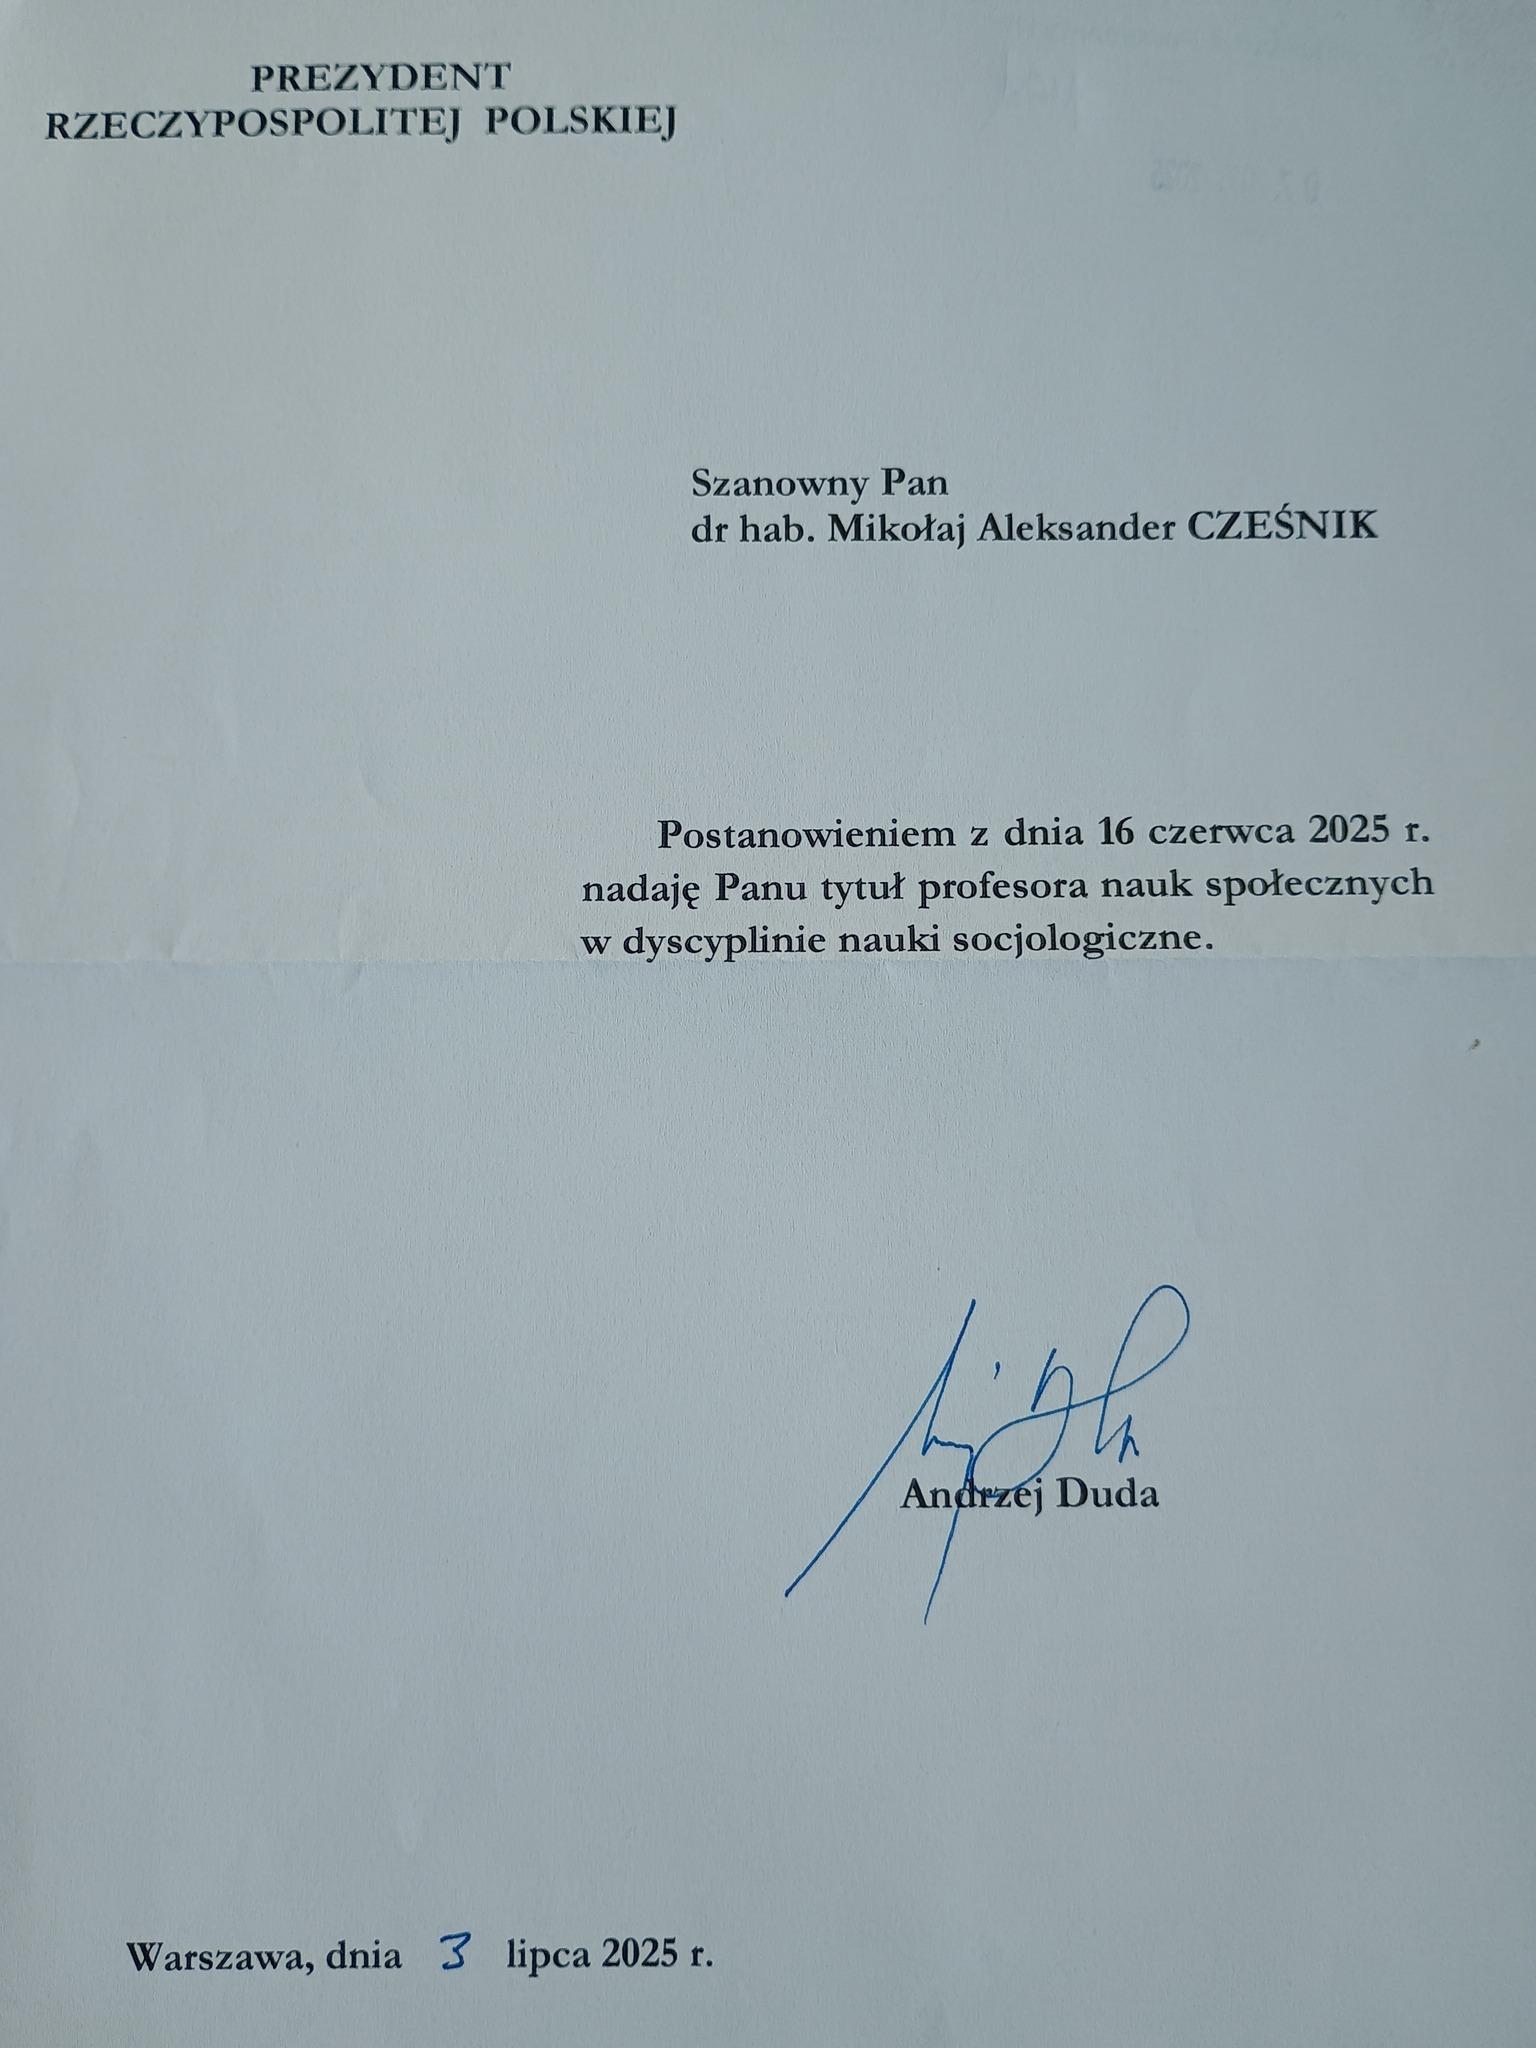 PREZYDENT
RZECZYPOSPOLITEJ POLSKIEJ
Szanowny Pan
dr hab. Mikołaj Aleksander CZEŚNIK
Postanowieniem z dnia 16 czerwca 2025 r.
nadaję Panu tytuł profesora nauk społecznych
w dyscyplinie nauki socjologiczne.
Andrzej Duda
Warszawa, dnia 3 lipca 2025 r.